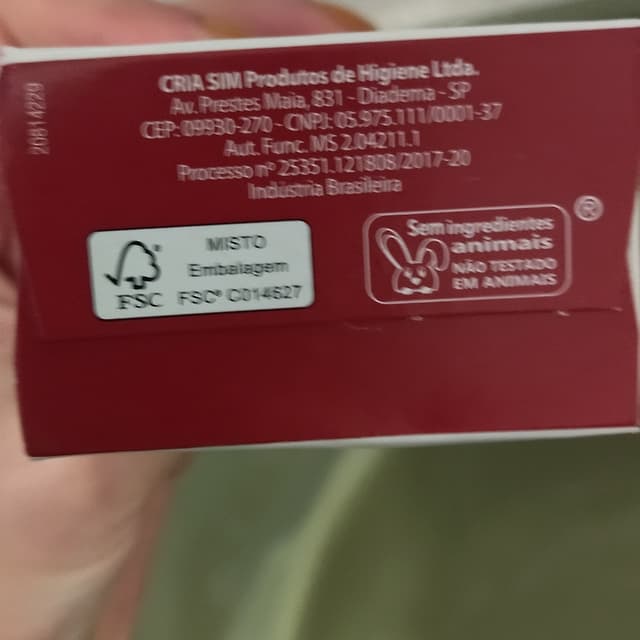 CRIA SIM Produtos de Higiene Ltda.
Av. Prestes Maia, 831 - Diadema - SP
CEP: 09930-270 - CNPJ: 05.975.111/0001-37
Aut. Func. MS 2.04211.1
Processo nº 25351.121808/2017-20
Indústria Brasileira
20814229
FSC®
MISTO
Embalagem
FSC® C014627
Sem ingredientes
animais
NÃO TESTADO
EM ANIMAIS
®